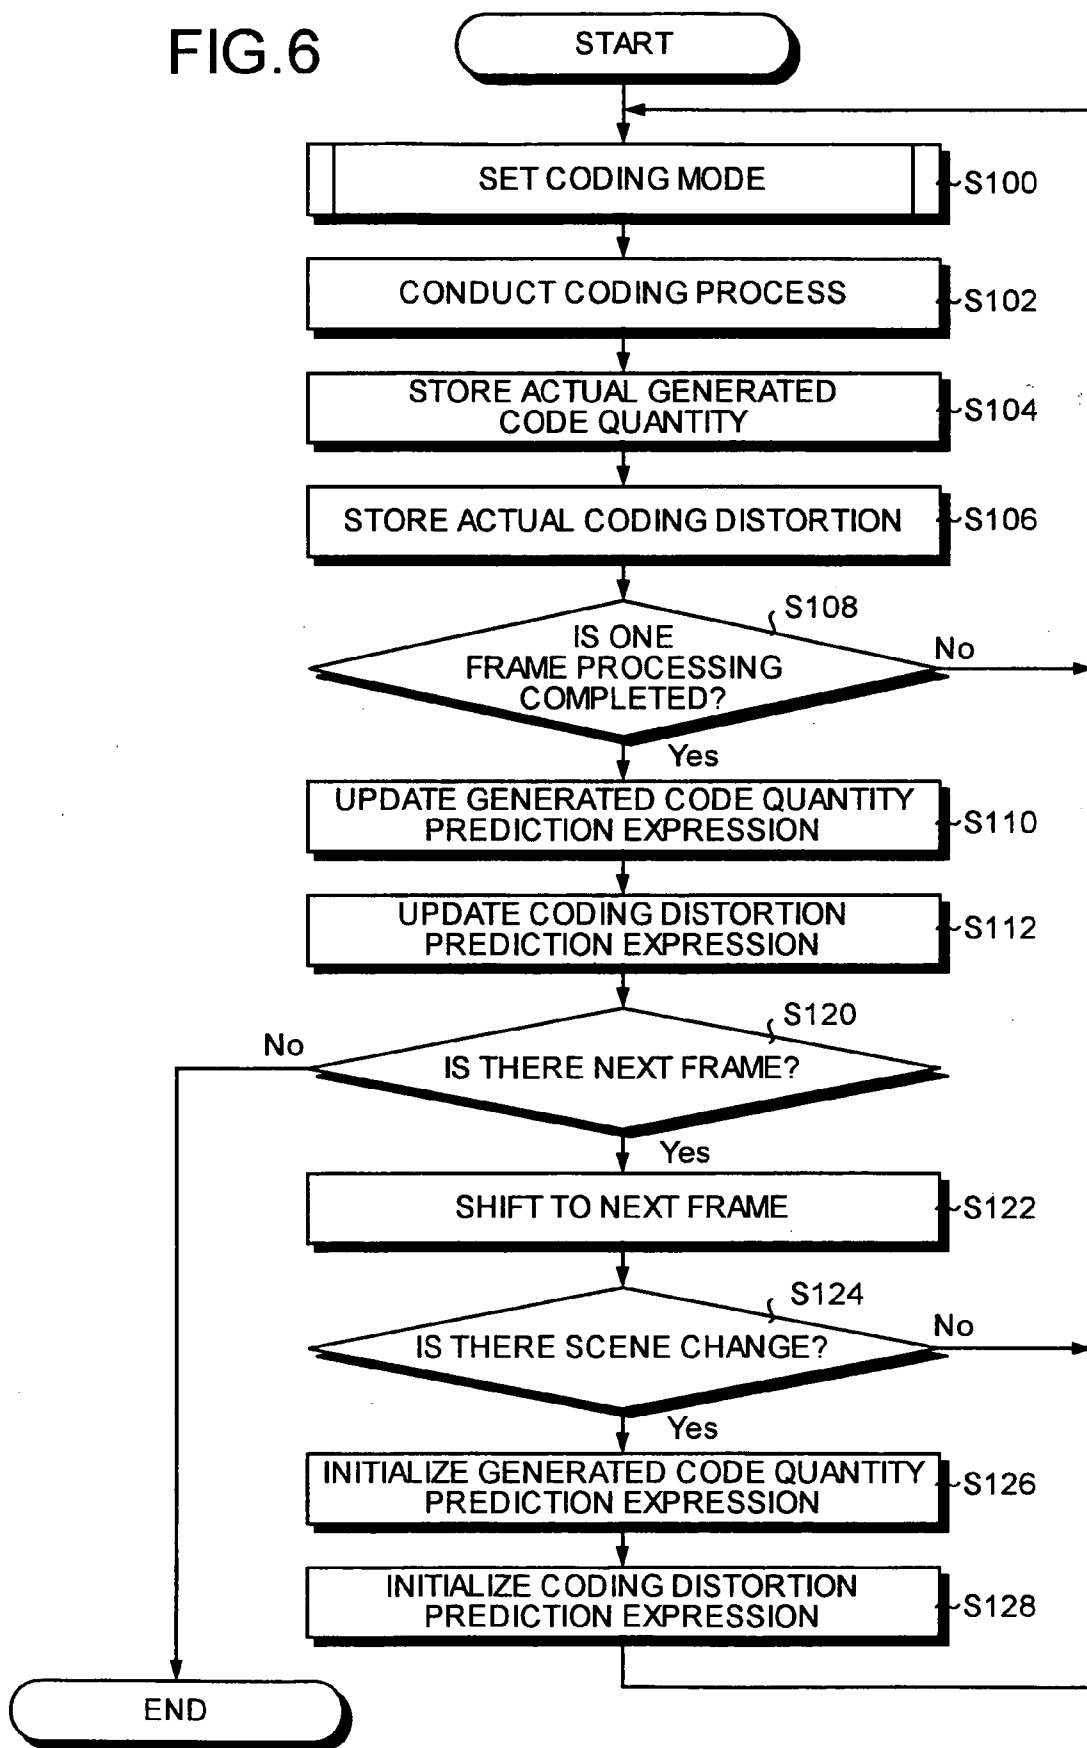 FIG.6
START
SET CODING MODE
S100
CONDUCT CODING PROCESS
S102
STORE ACTUAL GENERATED
CODE QUANTITY
S104
STORE ACTUAL CODING DISTORTION
S106
S108
IS ONE
FRAME PROCESSING
COMPLETED?
No
Yes
UPDATE GENERATED CODE QUANTITY
PREDICTION EXPRESSION
S110
UPDATE CODING DISTORTION
PREDICTION EXPRESSION
S112
S120
No
IS THERE NEXT FRAME?
Yes
SHIFT TO NEXT FRAME
S122
S124
No
IS THERE SCENE CHANGE?
Yes
INITIALIZE GENERATED CODE QUANTITY
PREDICTION EXPRESSION
S126
INITIALIZE CODING DISTORTION
PREDICTION EXPRESSION
S128
END